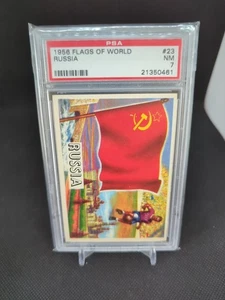 PSA
1956 FLAGS OF WORLD #23
RUSSIA NM 7
21350461
RUSSIA